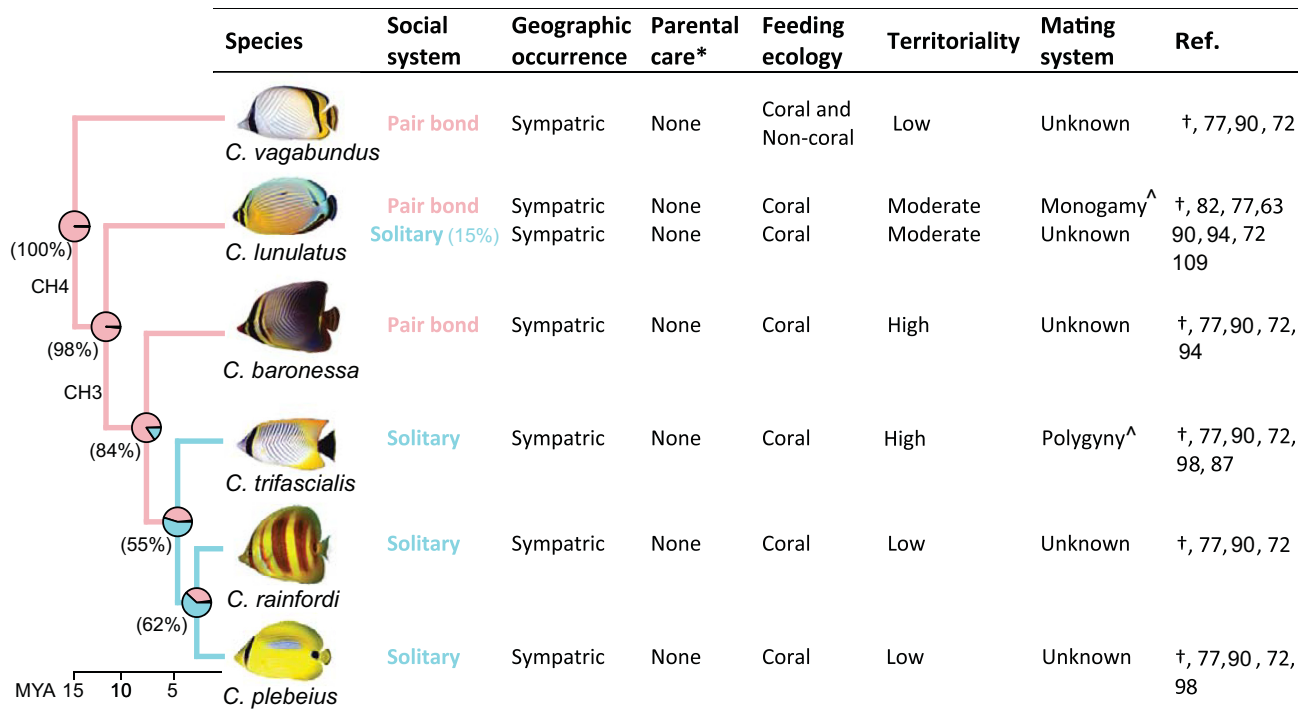 Species Social system Geographic occurrence Parental care* Feeding ecology Territoriality Mating system Ref.
C. vagabundus Pair bond Sympatric None Coral and Non-coral Low Unknown †, 77,90, 72
C. lunulatus Pair bond Sympatric None Coral Moderate Monogamy^ †, 82, 77,63
Solitary (15%) Sympatric None Coral Moderate Unknown 90, 94, 72
109
C. baronessa Pair bond Sympatric None Coral High Unknown †, 77,90, 72,
94
C. trifascialis Solitary Sympatric None Coral High Polygyny^ †, 77,90, 72,
98, 87
C. rainfordi Solitary Sympatric None Coral Low Unknown †, 77,90, 72
C. plebeius Solitary Sympatric None Coral Low Unknown †, 77,90, 72,
98
(100%)
CH4
(98%)
CH3
(84%)
(55%)
(62%)
MYA 15 10 5